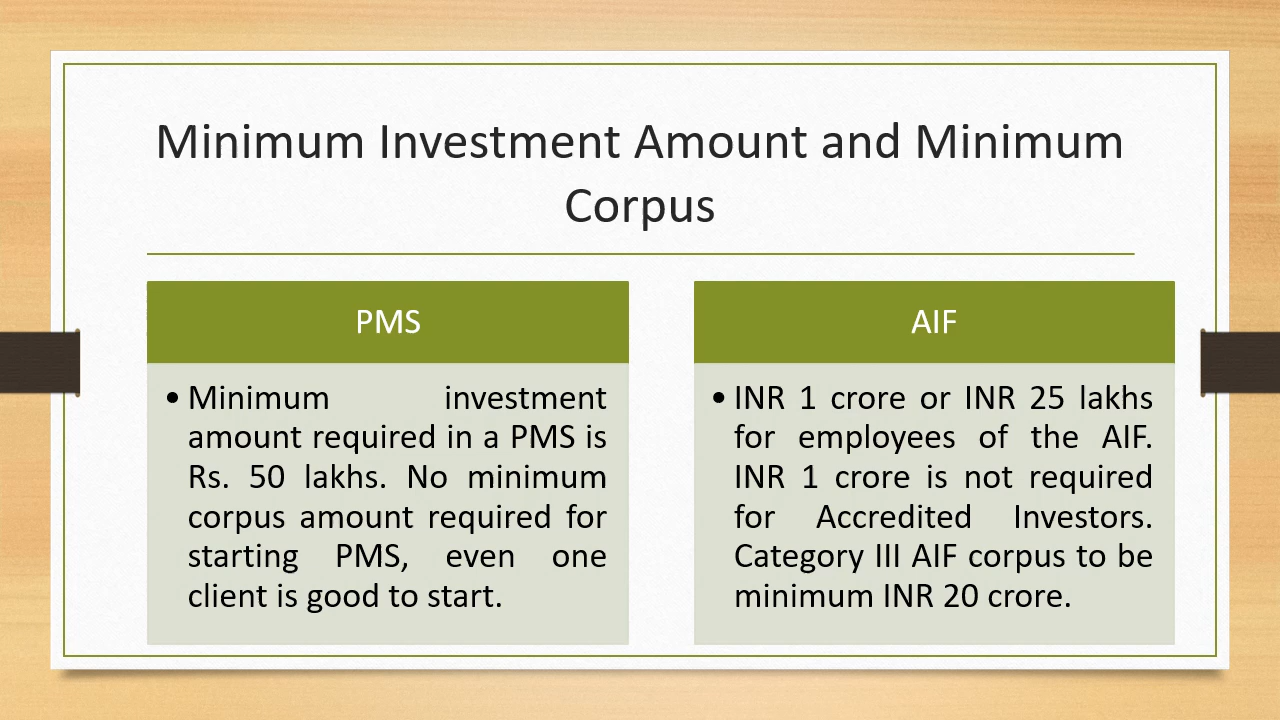 Minimum Investment Amount and Minimum
Corpus
PMS
• Minimum investment
amount required in a PMS is
Rs. 50 lakhs. No minimum
corpus amount required for
starting PMS, even one
client is good to start.
AIF
• INR 1 crore or INR 25 lakhs
for employees of the AIF.
INR 1 crore is not required
for Accredited Investors.
Category III AIF corpus to be
minimum INR 20 crore.